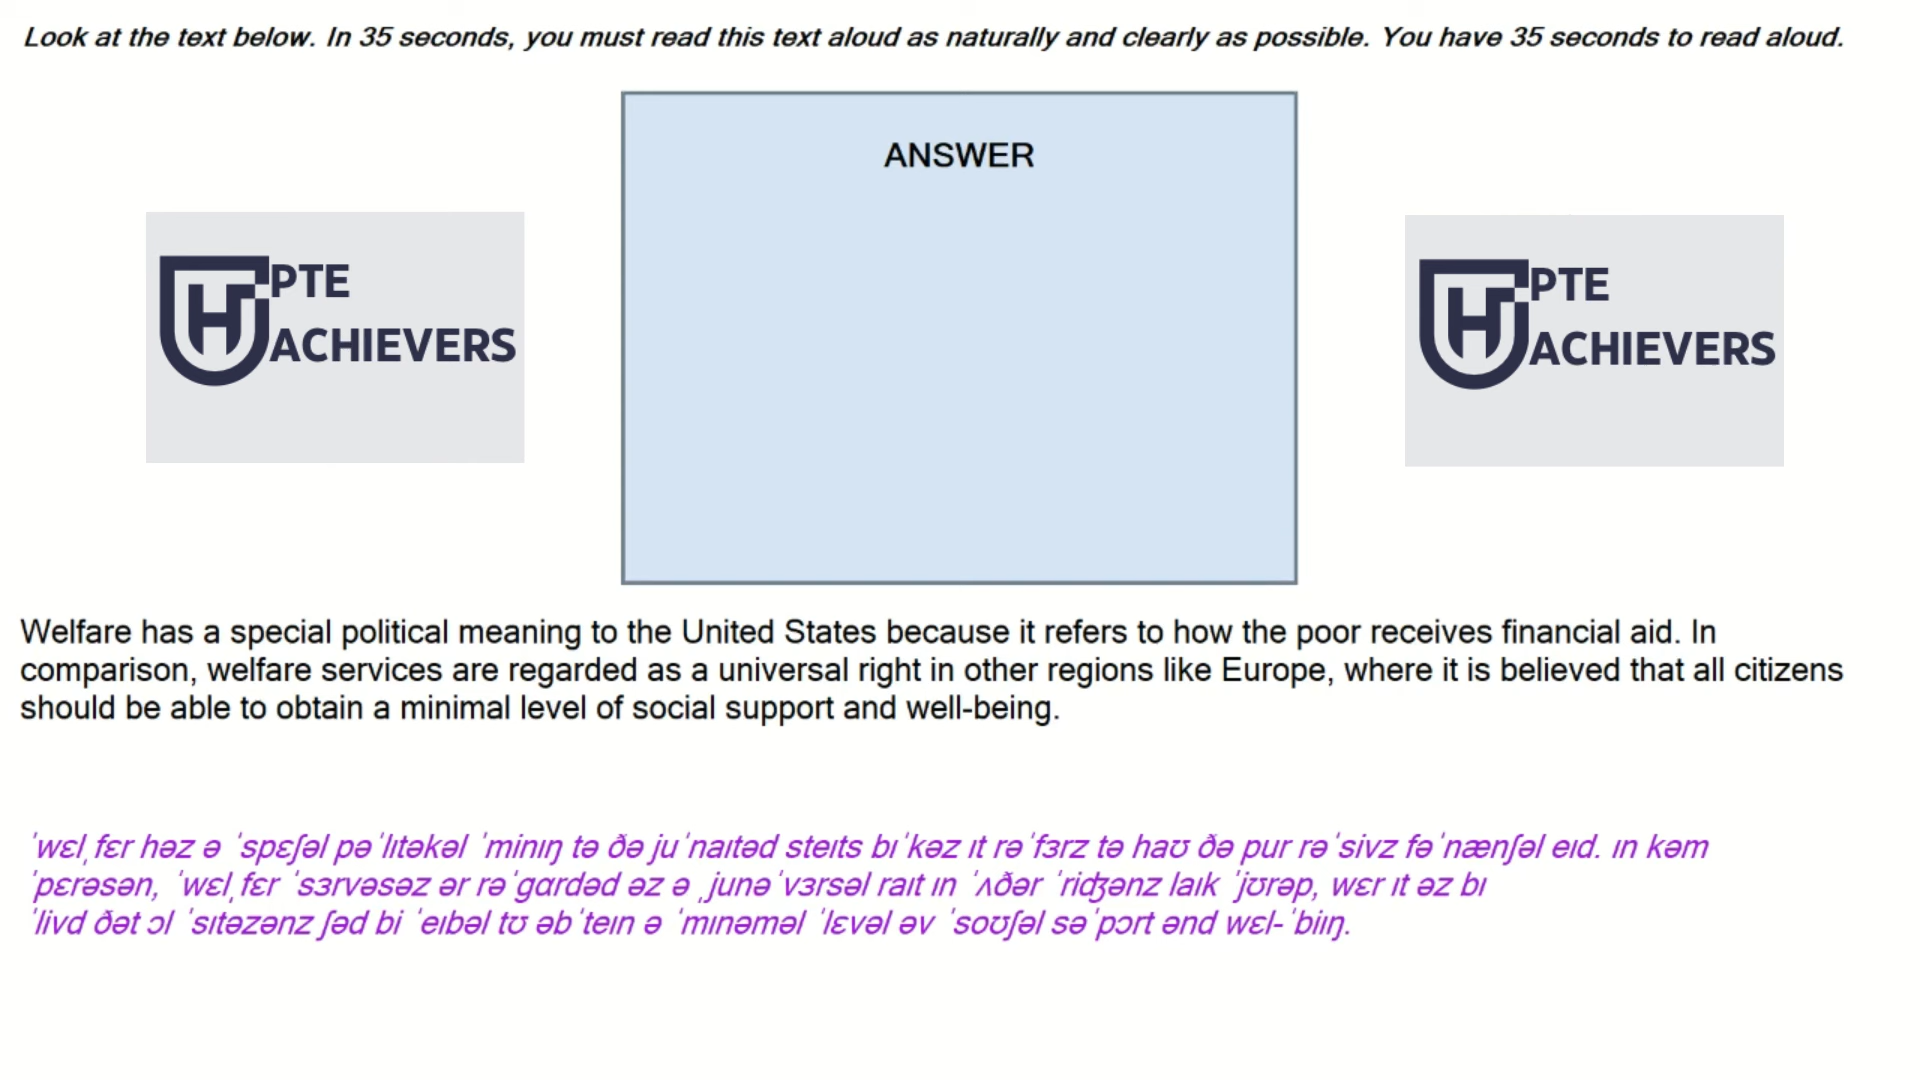 Look at the text below. In 35 seconds, you must read this text aloud as naturally and clearly as possible. You have 35 seconds to read aloud.
ANSWER
PTE
ACHIEVERS
PTE
ACHIEVERS
Welfare has a special political meaning to the United States because it refers to how the poor receives financial aid. In
comparison, welfare services are regarded as a universal right in other regions like Europe, where it is believed that all citizens
should be able to obtain a minimal level of social support and well-being.
ˈwɛlˌfɛr həz ə ˈspɛʃəl pəˈlɪtəkəl ˈminɪŋ tə ðə juˈnaɪtəd steɪts bɪˈkəz ɪt rəˈfɜrz tə haʊ ðə pur rəˈsivz fəˈnænʃəl eɪd. ɪn kəm
ˈpɛrəsən, ˈwɛlˌfɛr ˈsɜrvəsəz ər rəˈgɑrdəd əz ə ˌjunəˈvɜrsəl raɪt ɪn ˈʌðər ˈriʤənz laɪk ˈjʊrəp, wɛr ɪt əz bɪ
ˈlivd ðət ɔl ˈsɪtəzənz ʃəd bi ˈeɪbəl tʊ əbˈteɪn ə ˈmɪnəməl ˈlɛvəl əv ˈsoʊʃəl səˈpɔrt ənd wɛl-ˈbiɪŋ.